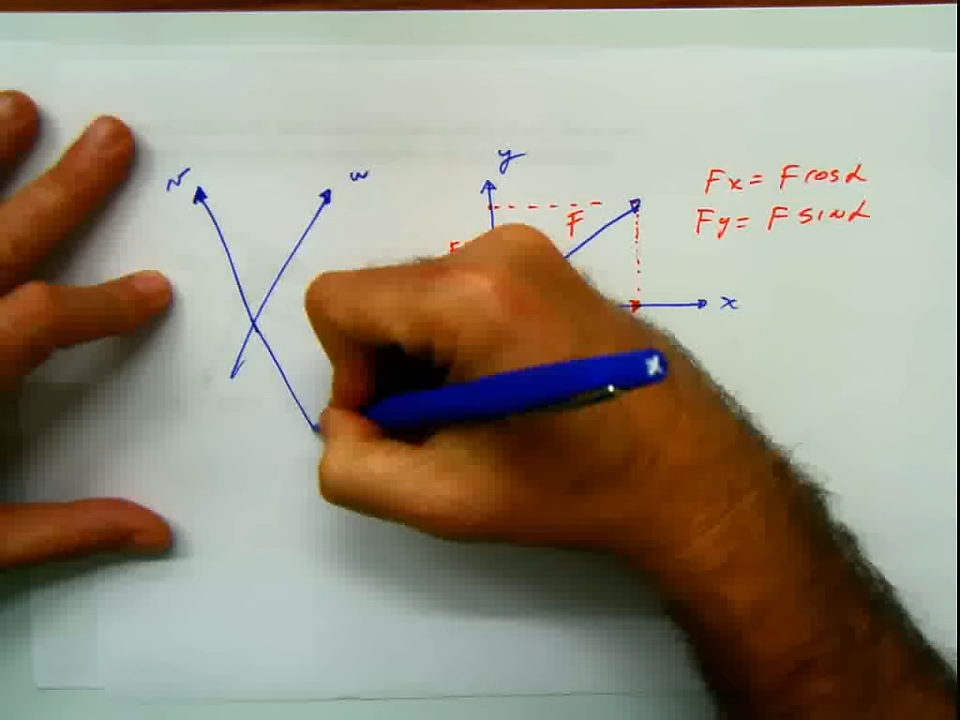 N
w
y
F
x
Fx = F cos α
Fy = F sin α